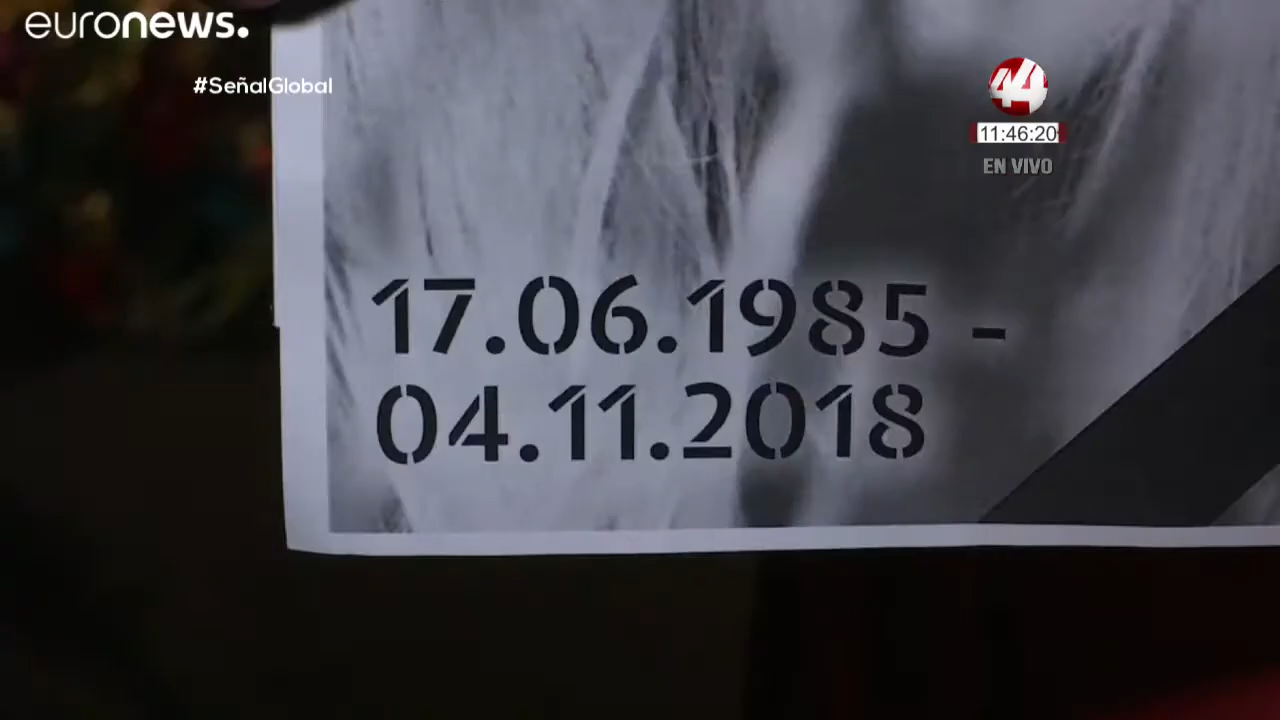 euronews.
#SeñalGlobal
44
11:46:20
EN VIVO
17.06.1985 -
04.11.2018